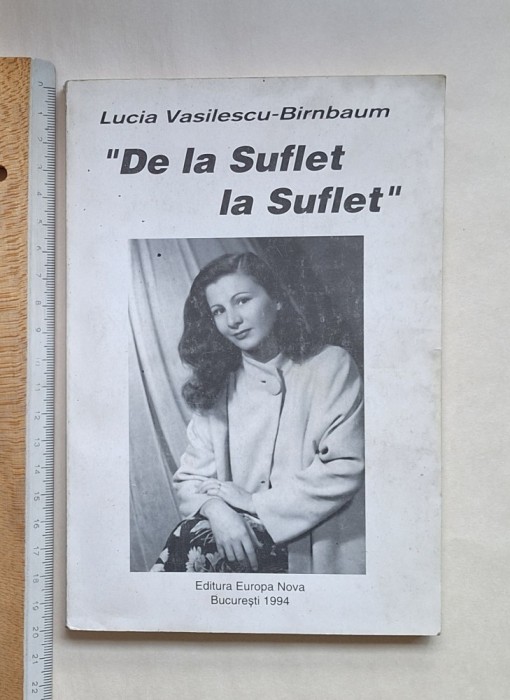 Lucia Vasilescu-Birnbaum
"De la Suflet
la Suflet"
Editura Europa Nova
București 1994